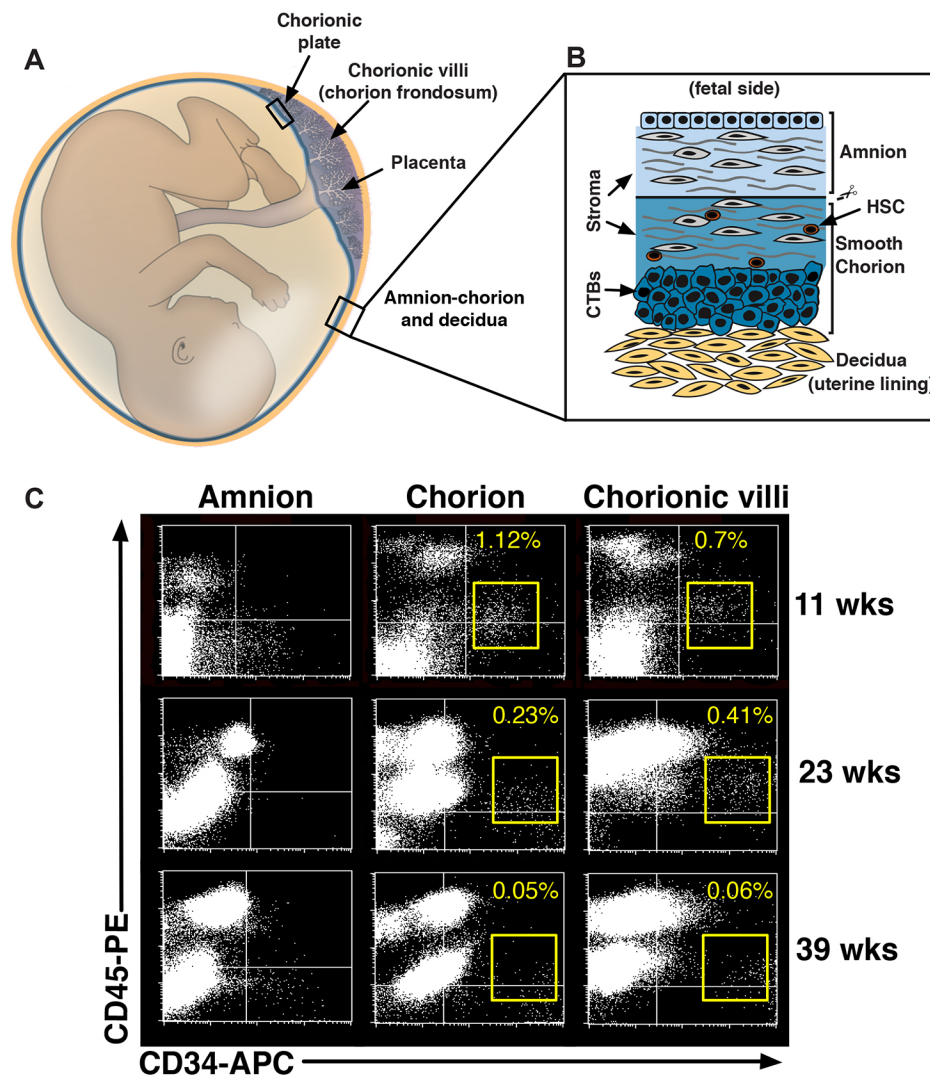 A
Chorionic
plate
Chorionic villi
(chorion frondosum)
Placenta
Amnion-chorion
and decidua
B
(fetal side)
Amnion
Stroma
HSC
Smooth
Chorion
CTBs
Decidua
(uterine lining)
C
Amnion
Chorion
Chorionic villi
1.12%
0.7%
11 wks
0.23%
0.41%
23 wks
0.05%
0.06%
39 wks
CD45-PE
CD34-APC